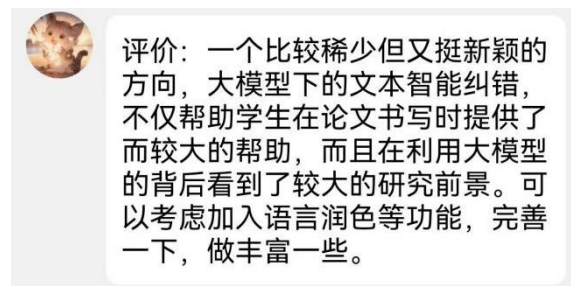 评价：一个比较稀少但又挺新颖的
方向，大模型下的文本智能纠错，
不仅帮助学生在论文书写时提供了
而较大的帮助，而且在利用大模型
的背后看到了较大的研究前景。可
以考虑加入语言润色等功能，完善
一下，做丰富一些。